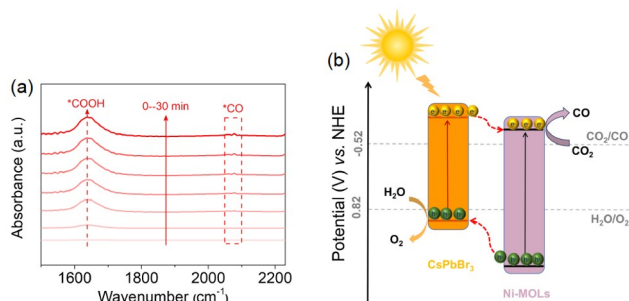 (a)
*COOH
0--30 min
*CO
Absorbance (a.u.)
1600
1800
2000
2200
Wavenumber (cm⁻¹)
(b)
Potential (V) vs. NHE
-0.52
0.82
H₂O
O₂
CsPbBr₃
Ni-MOLs
CO
CO₂/CO
CO₂
H₂O/O₂